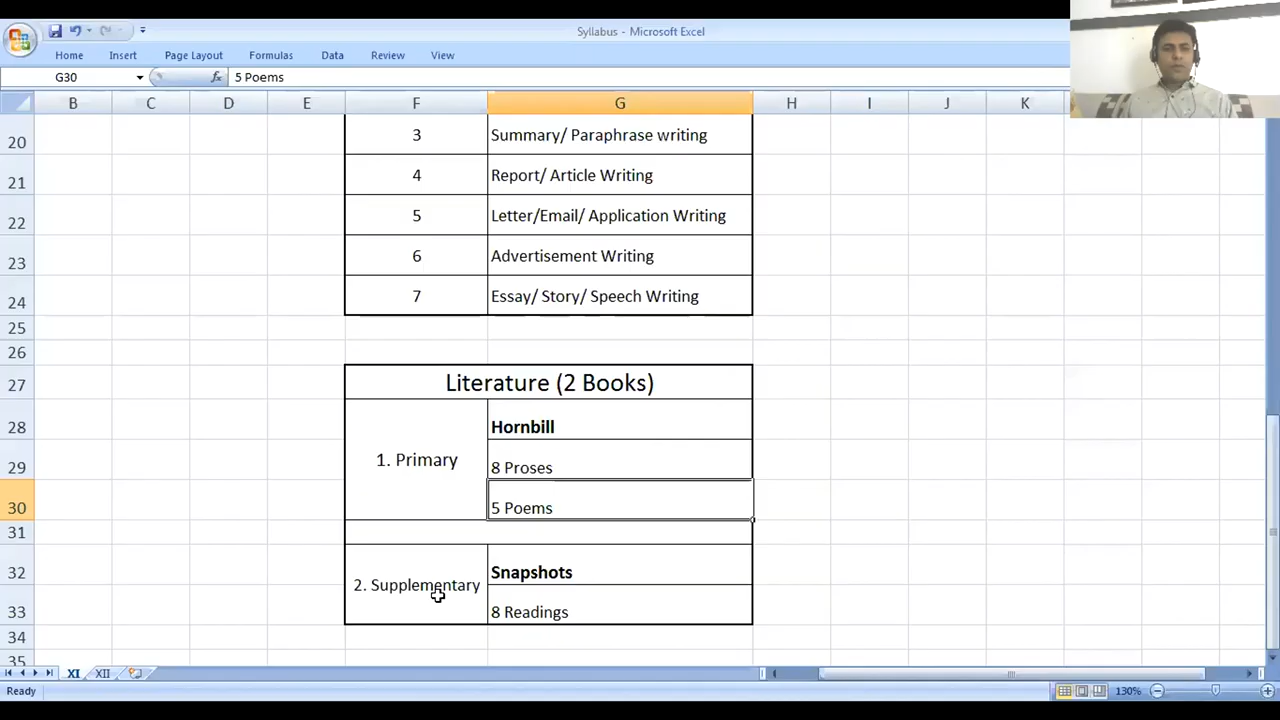 Syllabus - Microsoft Excel
Home Insert Page Layout Formulas Data Review View
G30 fx 5 Poems
B C D E F G H I J K
20 3 Summary/ Paraphrase writing
21 4 Report/ Article Writing
22 5 Letter/Email/ Application Writing
23 6 Advertisement Writing
24 7 Essay/ Story/ Speech Writing
25
26
27 Literature (2 Books)
28 Hornbill
1. Primary
29 8 Proses
30 5 Poems
31
32 Snapshots
2. Supplementary
33 8 Readings
34
35
XI XII
Ready 130%